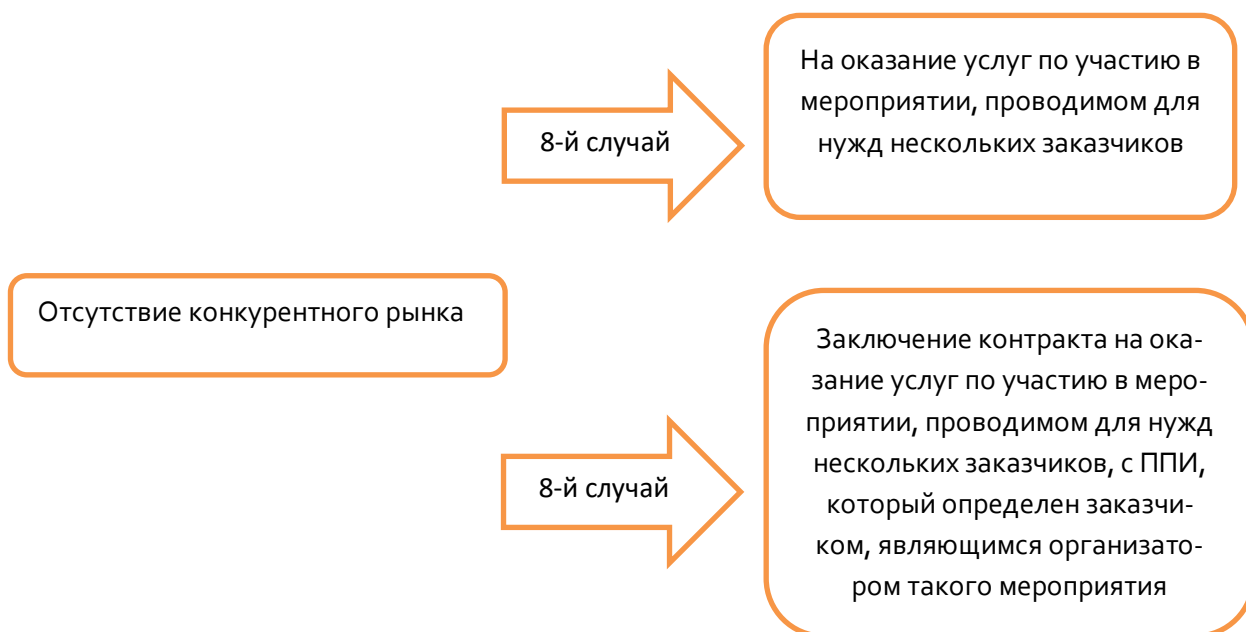 На оказание услуг по участию в
мероприятии, проводимом для
нужд нескольких заказчиков
8-й случай
Отсутствие конкурентного рынка
Заключение контракта на ока-
зание услуг по участию в меро-
приятии, проводимом для нужд
нескольких заказчиков, с ППИ,
который определен заказчи-
ком, являющимся организато-
ром такого мероприятия
8-й случай